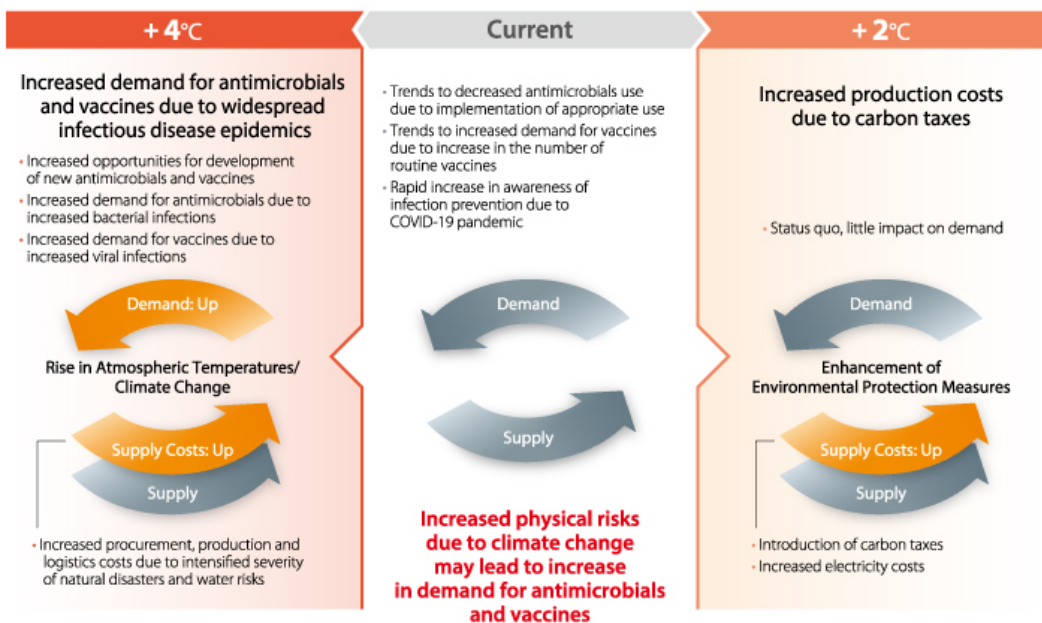 + 4°C
Increased demand for antimicrobials
and vaccines due to widespread
infectious disease epidemics
• Increased opportunities for development
of new antimicrobials and vaccines
• Increased demand for antimicrobials due to
increased bacterial infections
• Increased demand for vaccines due to
increased viral infections
Demand: Up
Rise in Atmospheric Temperatures/
Climate Change
Supply Costs: Up
Supply
• Increased procurement, production and
logistics costs due to intensified severity
of natural disasters and water risks
Current
• Trends to decreased antimicrobials use
due to implementation of appropriate use
• Trends to increased demand for vaccines
due to increase in the number of
routine vaccines
• Rapid increase in awareness of
infection prevention due to
COVID-19 pandemic
Demand
Supply
Increased physical risks
due to climate change
may lead to increase
in demand for antimicrobials
and vaccines
+ 2°C
Increased production costs
due to carbon taxes
• Status quo, little impact on demand
Demand
Enhancement of
Environmental Protection Measures
Supply Costs: Up
Supply
• Introduction of carbon taxes
• Increased electricity costs